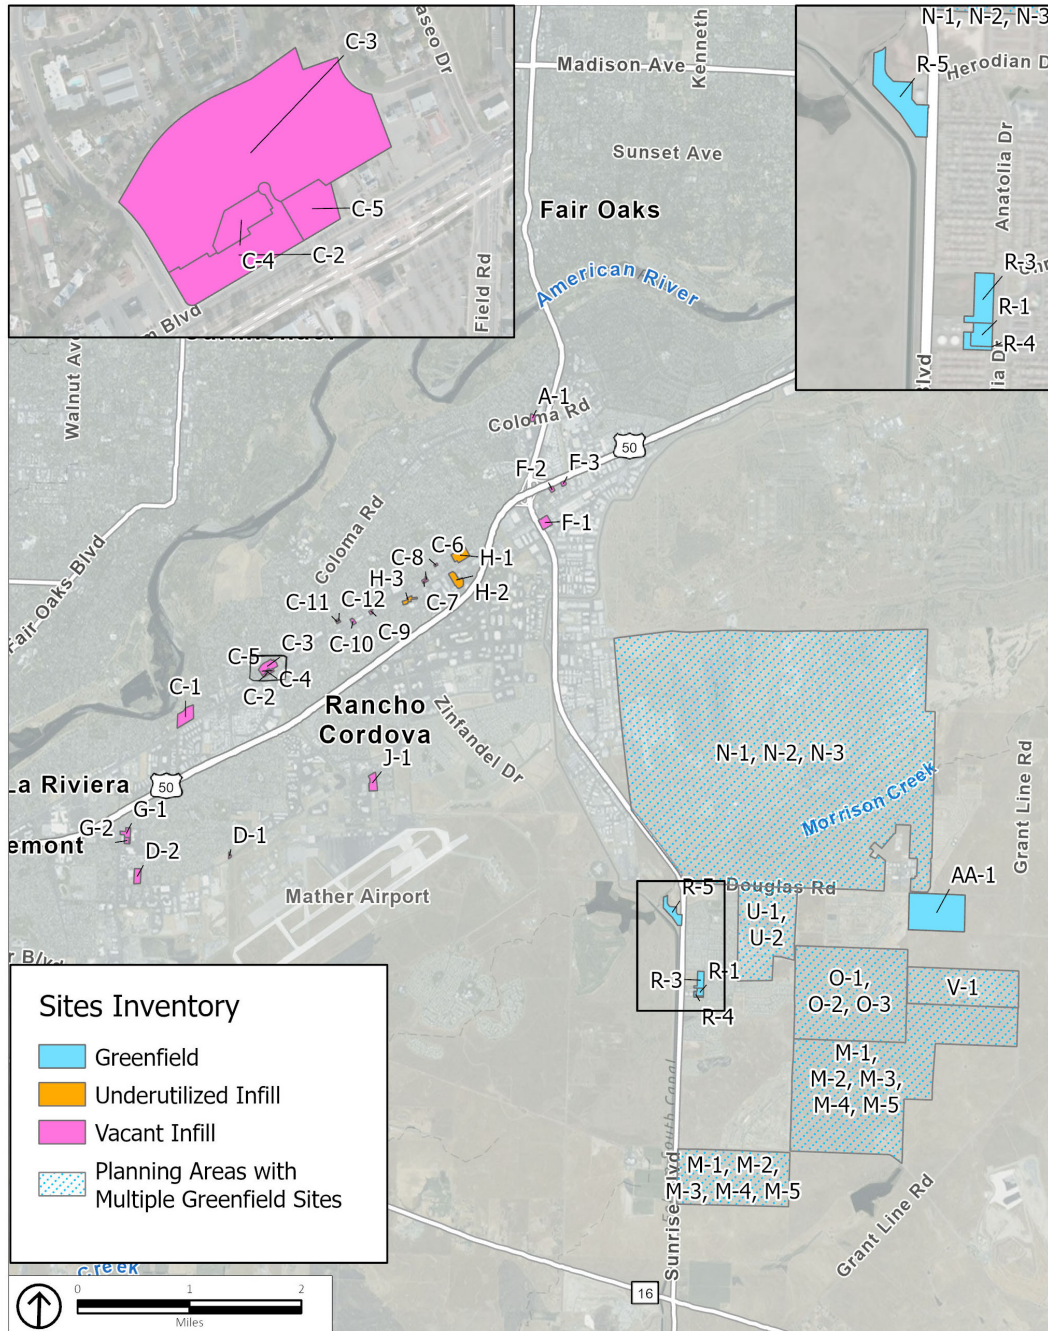 C-3
C-5
C-4
C-2
Field Rd
Madison Ave
Kenneth
Sunset Ave
Fair Oaks
American River
N-1, N-2, N-3
R-5
Herodian D
Anatolia Dr
R-3
R-1
R-4
ia D
lvd
Walnut Ave
A-1
Coloma Rd
50
F-2
F-3
F-1
Coloma Rd
C-6
C-8
H-1
H-3
H-2
C-7
C-11
C-12
C-9
C-10
Fair Oaks Blvd
C-3
C-5
C-4
C-2
C-1
Rancho
Cordova
Zinfandel Dr
J-1
La Riviera
50
G-1
G-2
emont
D-2
D-1
Mather Airport
N-1, N-2, N-3
Morrison Creek
Grant Line Rd
Douglas Rd
AA-1
R-5
U-1,
U-2
R-3
R-1
R-4
O-1,
O-2, O-3
V-1
M-1,
M-2, M-3,
M-4, M-5
M-1, M-2,
M-3, M-4, M-5
Sunrise Blvd
Grant Line Rd
16
Sites Inventory
Greenfield
Underutilized Infill
Vacant Infill
Planning Areas with
Multiple Greenfield Sites
Creek
0 1 2
Miles